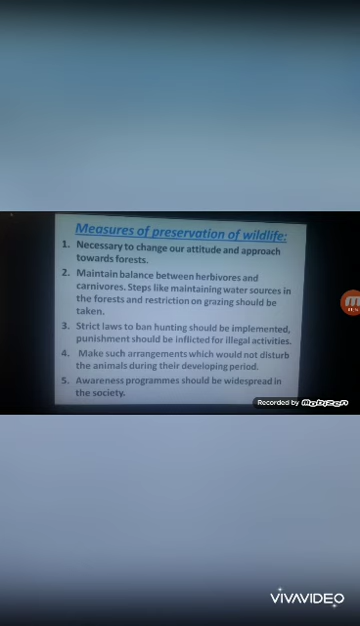 Measures of preservation of wildlife:
1. Necessary to change our attitude and approach
towards forests.
2. Maintain balance between herbivores and
carnivores. Steps like maintaining water sources in
the forests and restriction on grazing should be
taken.
3. Strict laws to ban hunting should be implemented,
punishment should be inflicted for illegal activities.
4. Make such arrangements which would not disturb
the animals during their developing period.
5. Awareness programmes should be widespread in
the society.
Recorded by Mobizen
VIVAVIDEO